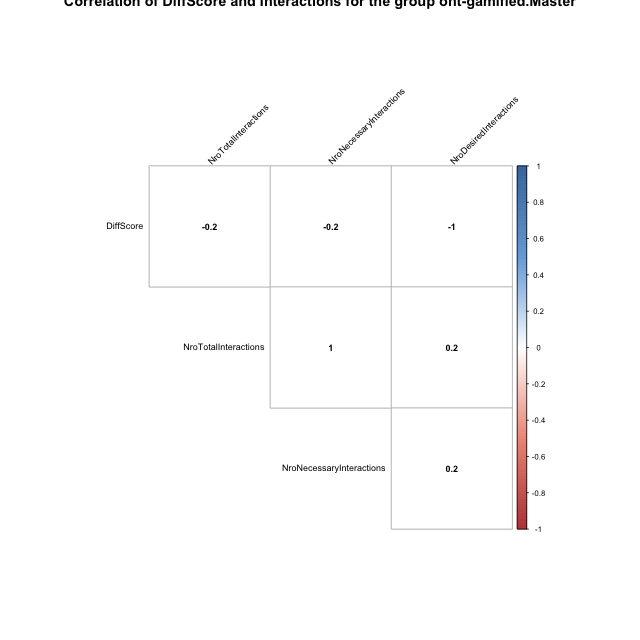 Correlation of DiffScore and Interactions for the group ont-gamified.Master
NroTotalInteractions
NroNecessaryInteractions
NroDesiredInteractions
DiffScore -0.2 -0.2 -1
NroTotalInteractions 1 0.2
NroNecessaryInteractions 0.2
1
0.8
0.6
0.4
0.2
0
-0.2
-0.4
-0.6
-0.8
-1